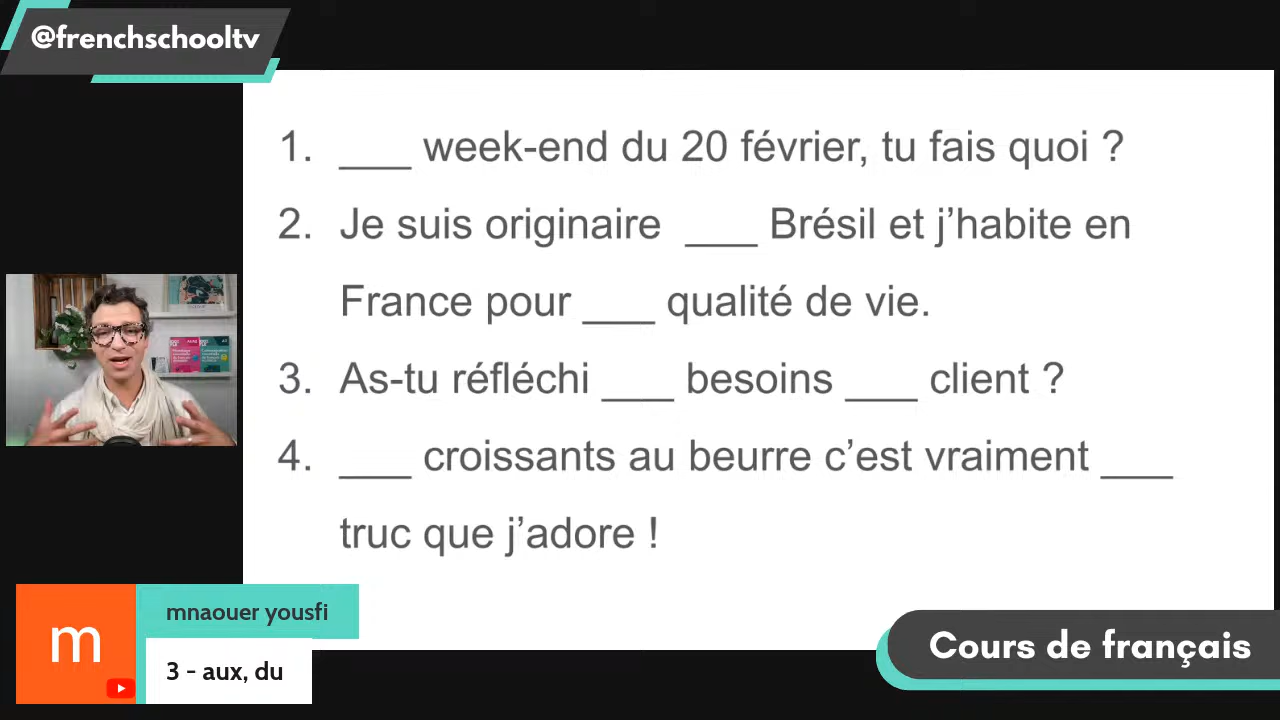 @frenchschooltv
1. ___ week-end du 20 février, tu fais quoi ?
2. Je suis originaire ___ Brésil et j’habite en
France pour ___ qualité de vie.
3. As-tu réfléchi ___ besoins ___ client ?
4. ___ croissants au beurre c’est vraiment ___
truc que j’adore !
mnaouer yousfi
m
3 - aux, du
Cours de français